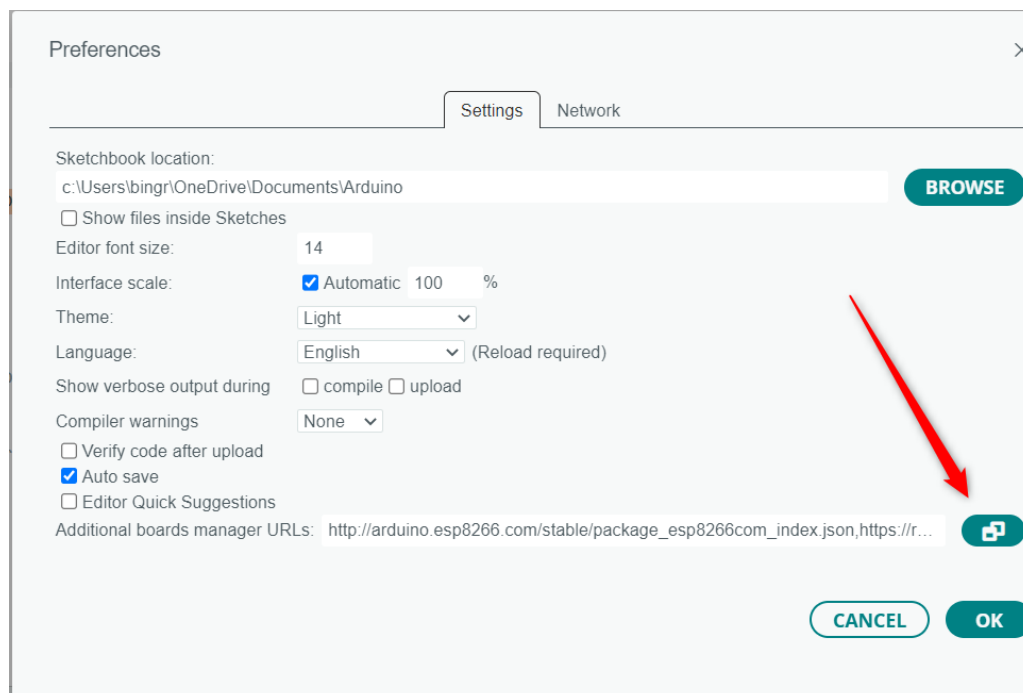 Preferences
Settings Network
Sketchbook location:
c:\Users\bingr\OneDrive\Documents\Arduino
BROWSE
Show files inside Sketches
Editor font size: 14
Interface scale: Automatic 100 %
Theme: Light
Language: English (Reload required)
Show verbose output during compile upload
Compiler warnings None
Verify code after upload
Auto save
Editor Quick Suggestions
Additional boards manager URLs: http://arduino.esp8266.com/stable/package_esp8266com_index.json,https://r...
CANCEL OK